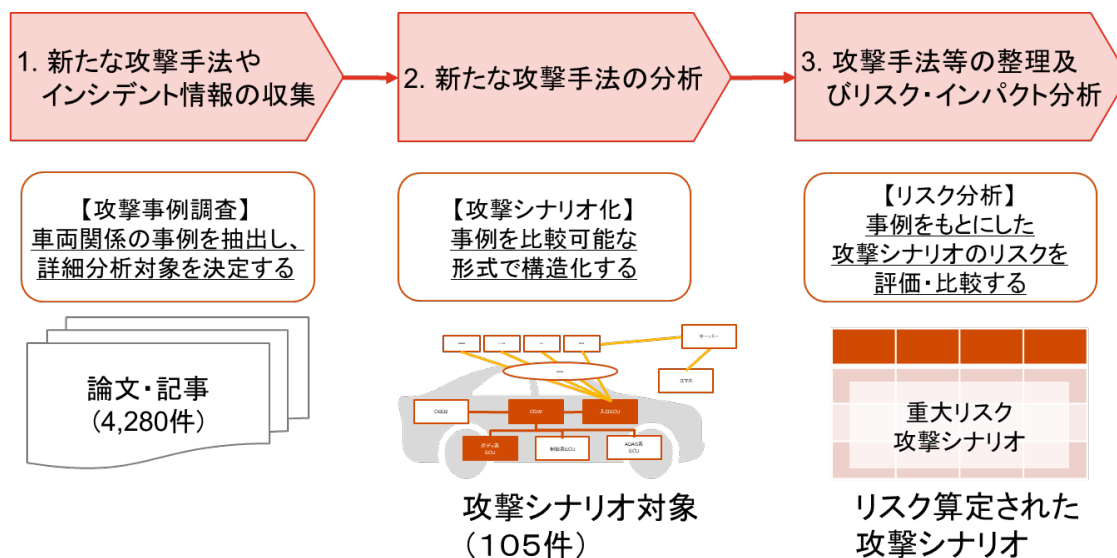 1. 新たな攻撃手法や
インシデント情報の収集
2. 新たな攻撃手法の分析
3. 攻撃手法等の整理及
びリスク・インパクト分析
【攻撃事例調査】
車両関係の事例を抽出し、
詳細分析対象を決定する
【攻撃シナリオ化】
事例を比較可能な
形式で構造化する
【リスク分析】
事例をもとにした
攻撃シナリオのリスクを
評価・比較する
論文・記事
(4,280件)
スマホ
CGW
入口ECU
ボディ系
ECU
制御系ECU
ADAS系
ECU
重大リスク
攻撃シナリオ
攻撃シナリオ対象
(105件)
リスク算定された
攻撃シナリオ